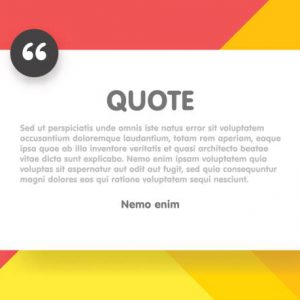 “
QUOTE
Sed ut perspiciatis unde omnis iste natus error sit voluptatem
accusantium doloremque laudantium, totam rem aperiam, eaque
ipsa quae ab illo inventore veritatis et quasi architecto beatae
vitae dicta sunt explicabo. Nemo enim ipsam voluptatem quia
voluptas sit aspernatur aut odit aut fugit, sed quia consequuntur
magni dolores eos qui ratione voluptatem sequi nesciunt.
Nemo enim